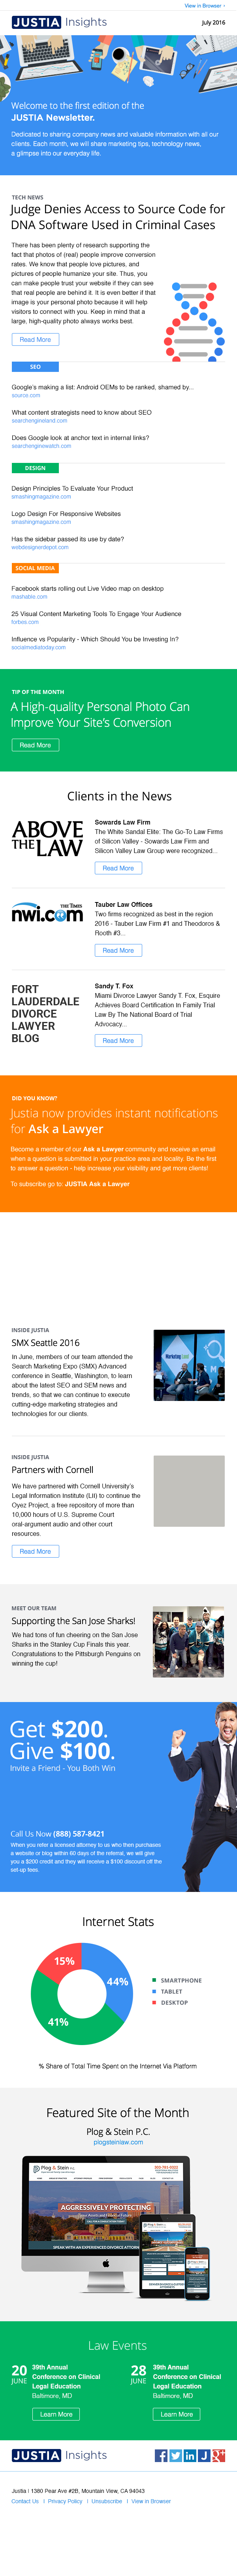 View in Browser ›
JUSTIA Insights
July 2016
Welcome to the first edition of the
JUSTIA Newsletter.
Dedicated to sharing company news and valuable information with all our
clients. Each month, we will share marketing tips, technology news,
a glimpse into our everyday life.
TECH NEWS
Judge Denies Access to Source Code for
DNA Software Used in Criminal Cases
There has been plenty of research supporting the
fact that photos of (real) people improve conversion
rates. We know that people love pictures, and
pictures of people humanize your site. Thus, you
can make people trust your website if they can see
that real people are behind it. It is even better if that
image is your personal photo because it will help
visitors to connect with you. Keep in mind that a
large, high-quality photo always works best.
Read More
SEO
Google's making a list: Android OEMs to be ranked, shamed by...
source.com
What content strategists need to know about SEO
searchengineland.com
Does Google look at anchor text in internal links?
searchenginewatch.com
DESIGN
Design Principles To Evaluate Your Product
smashingmagazine.com
Logo Design For Responsive Websites
smashingmagazine.com
Has the sidebar passed its use by date?
webdesignerdepot.com
SOCIAL MEDIA
Facebook starts rolling out Live Video map on desktop
mashable.com
25 Visual Content Marketing Tools To Engage Your Audience
forbes.com
Influence vs Popularity - Which Should You be Investing In?
socialmediatoday.com
TIP OF THE MONTH
A High-quality Personal Photo Can
Improve Your Site's Conversion
Read More
Clients in the News
ABOVE
THE LAW
Sowards Law Firm
The White Sandal Elite: The Go-To Law Firms
of Silicon Valley - Sowards Law Firm and
Silicon Valley Law Group were recognized...
Read More
THE TIMES
nwi.com
Tauber Law Offices
Two firms recognized as best in the region
2016 - Tauber Law Firm #1 and Theodoros &
Rooth #3...
Read More
FORT
LAUDERDALE
DIVORCE
LAWYER
BLOG
Sandy T. Fox
Miami Divorce Lawyer Sandy T. Fox, Esquire
Achieves Board Certification In Family Trial
Law By The National Board of Trial
Advocacy...
Read More
DID YOU KNOW?
Justia now provides instant notifications
for Ask a Lawyer
Become a member of our Ask a Lawyer community and receive an email
when a question is submitted in your practice area and locality. Be the first
to answer a question - help increase your visibility and get more clients!
To subscribe go to: JUSTIA Ask a Lawyer
INSIDE JUSTIA
SMX Seattle 2016
in June, members of our team attended the
Search Marketing Expo (SMX) Advanced
conference in Seattle, Washington, to learn
about the latest SEO and SEM news and
trends, so that we can continue to execute
cutting-edge marketing strategies and
technologies for our clients.
INSIDE JUSTIA
Partners with Cornell
We have partnered with Cornell University's
Legal Information Institute (LII) to continue the
Oyez Project, a free repository of more than
10,000 hours of U.S. Supreme Court
oral-argument audio and other court
resources.
Read More
MEET OUR TEAM
Supporting the San Jose Sharks!
We had tons of fun cheering on the San Jose
Sharks in the Stanley Cup Finals this year.
Congratulations to the Pittsburgh Penguins on
winning the cup!
Get $200.
Give $100.
Invite a Friend - You Both Win
Call Us Now (888) 587-8421
When you refer a licensed attorney to us who then purchases
a website or blog within 60 days of the referral, we will give
you a $200 credit and they will receive a $100 discount off the
set-up fees.
Internet Stats
15%
44%
41%
SMARTPHONE
TABLET
DESKTOP
% Share of Total Time Spent on the Internet Via Platform
Featured Site of the Month
Plog & Stein P.C.
plogsteinlaw.com
Plog & Stein P.C.
AGGRESSIVELY PROTECTING
Law Events
20
JUNE
39th Annual
Conference on Clinical
Legal Education
Baltimore, MD
Learn More
28
JUNE
39th Annual
Conference on Clinical
Legal Education
Baltimore, MD
Learn More
JUSTIA Insights
Justia | 1380 Pear Ave #2B, Mountain View, CA 94043
Contact Us | Privacy Policy | Unsubscribe | View in Browser